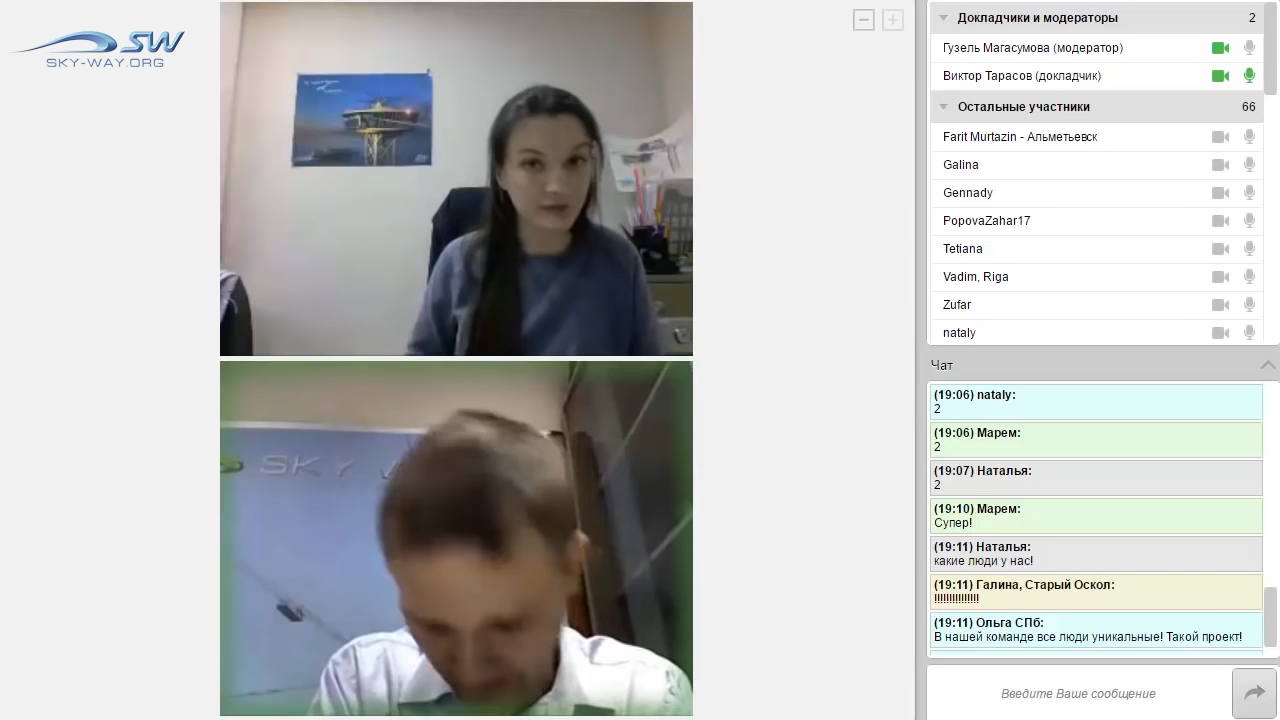 SW
SKY-WAY.ORG
SKY
Докладчики и модераторы 2
Гузель Магасумова (модератор)
Виктор Тарасов (докладчик)
Остальные участники 66
Farit Murtazin - Альметьевск
Galina
Gennady
PopovaZahar17
Tetiana
Vadim, Riga
Zufar
nataly
Чат
(19:06) nataly:
2
(19:06) Марем:
2
(19:07) Наталья:
2
(19:10) Марем:
Супер!
(19:11) Наталья:
какие люди у нас!
(19:11) Галина, Старый Оскол:
!!!!!!!!!!!!!!!
(19:11) Ольга СПб:
В нашей команде все люди уникальные! Такой проект!
Введите Ваше сообщение